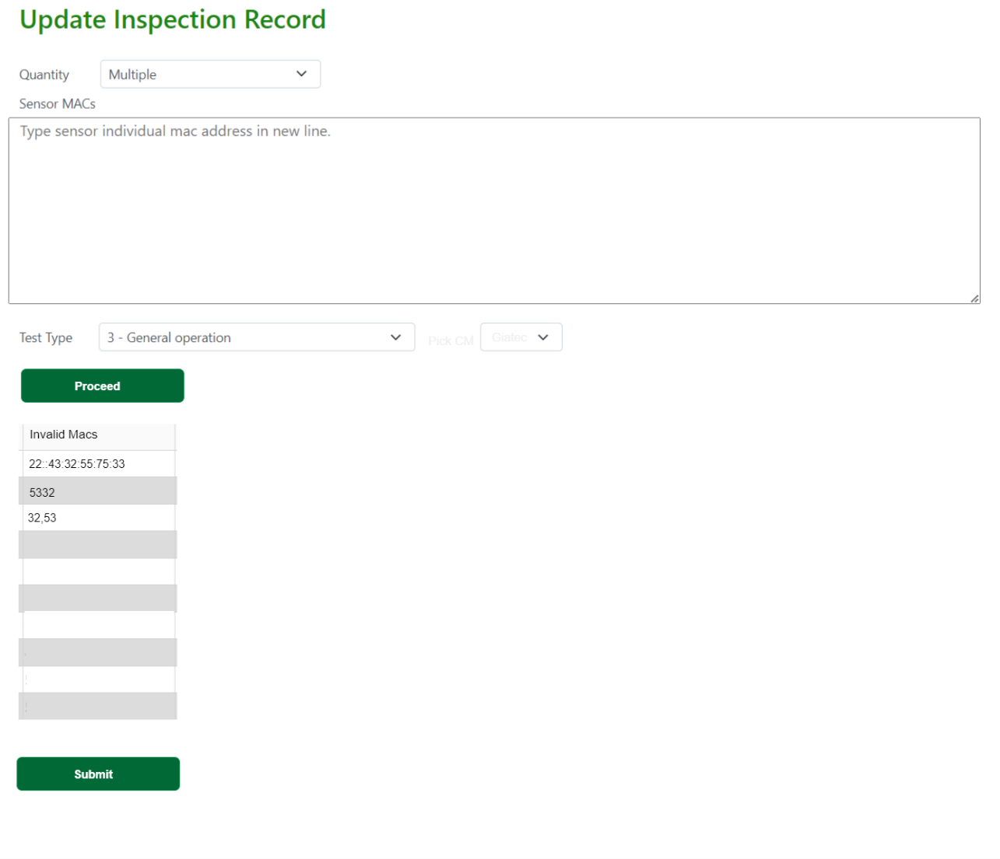 Update Inspection Record
Quantity Multiple
Sensor MACs
Type sensor individual mac address in new line.
Test Type 3 - General operation Pick CM Giatec
Proceed
Invalid Macs
22::43:32:55:75:33
5332
32,53
Submit